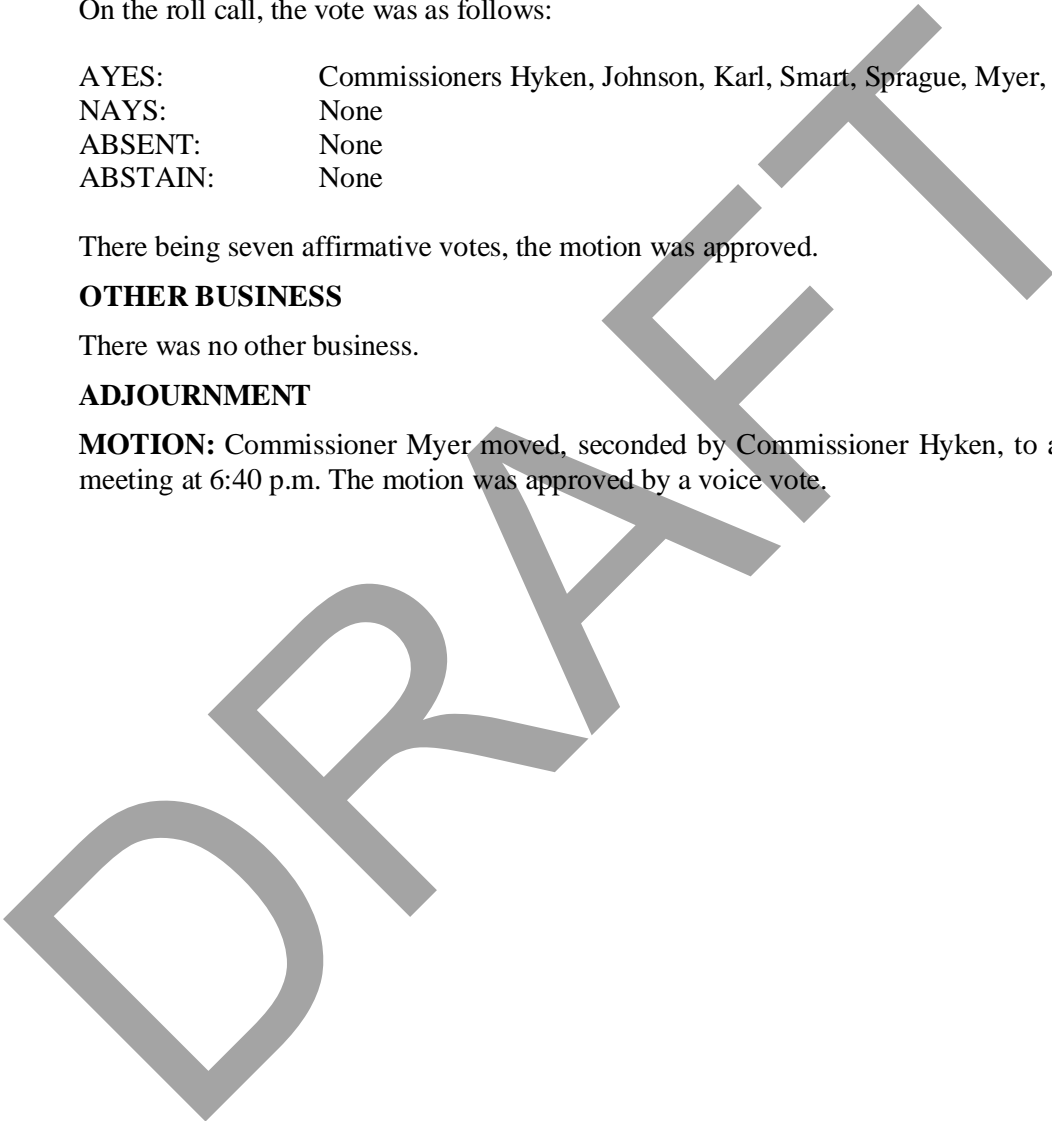 On the roll call, the vote was as follows:
AYES: Commissioners Hyken, Johnson, Karl, Smart, Sprague, Myer,
NAYS: None
ABSENT: None
ABSTAIN: None
There being seven affirmative votes, the motion was approved.
OTHER BUSINESS
There was no other business.
ADJOURNMENT
MOTION: Commissioner Myer moved, seconded by Commissioner Hyken, to a
meeting at 6:40 p.m. The motion was approved by a voice vote.
DRAFT